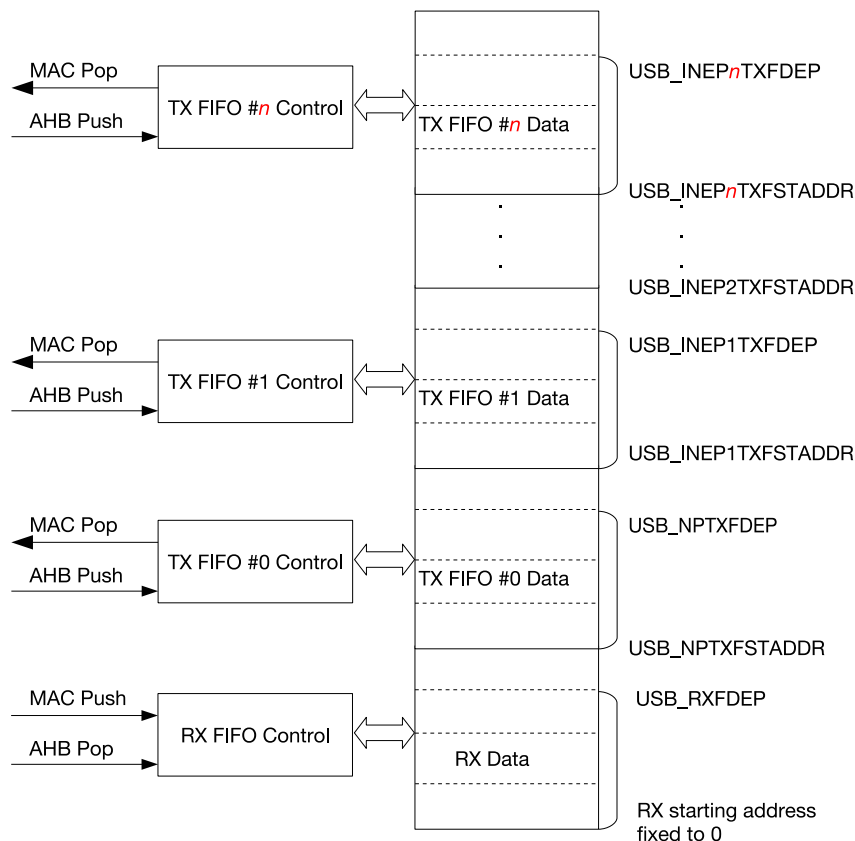 MAC Pop
AHB Push
TX FIFO #n Control
TX FIFO #n Data
USB_INEPnTXFDEP
USB_INEPnTXFSTADDR
. .
. .
. .
USB_INEP2TXFSTADDR
MAC Pop
AHB Push
TX FIFO #1 Control
TX FIFO #1 Data
USB_INEP1TXFDEP
USB_INEP1TXFSTADDR
MAC Pop
AHB Push
TX FIFO #0 Control
TX FIFO #0 Data
USB_NPTXFDEP
USB_NPTXFSTADDR
MAC Push
AHB Pop
RX FIFO Control
RX Data
USB_RXFDEP
RX starting address
fixed to 0